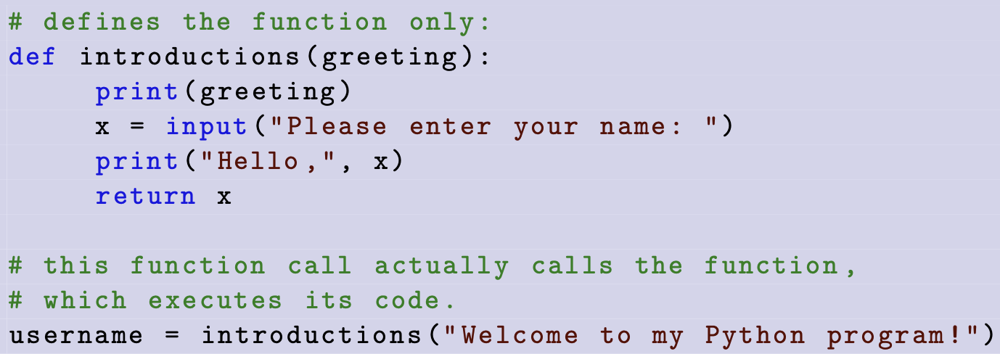 # defines the function only:
def introductions(greeting):
    print(greeting)
    x = input("Please enter your name: ")
    print("Hello,", x)
    return x

# this function call actually calls the function,
# which executes its code.
username = introductions("Welcome to my Python program!")